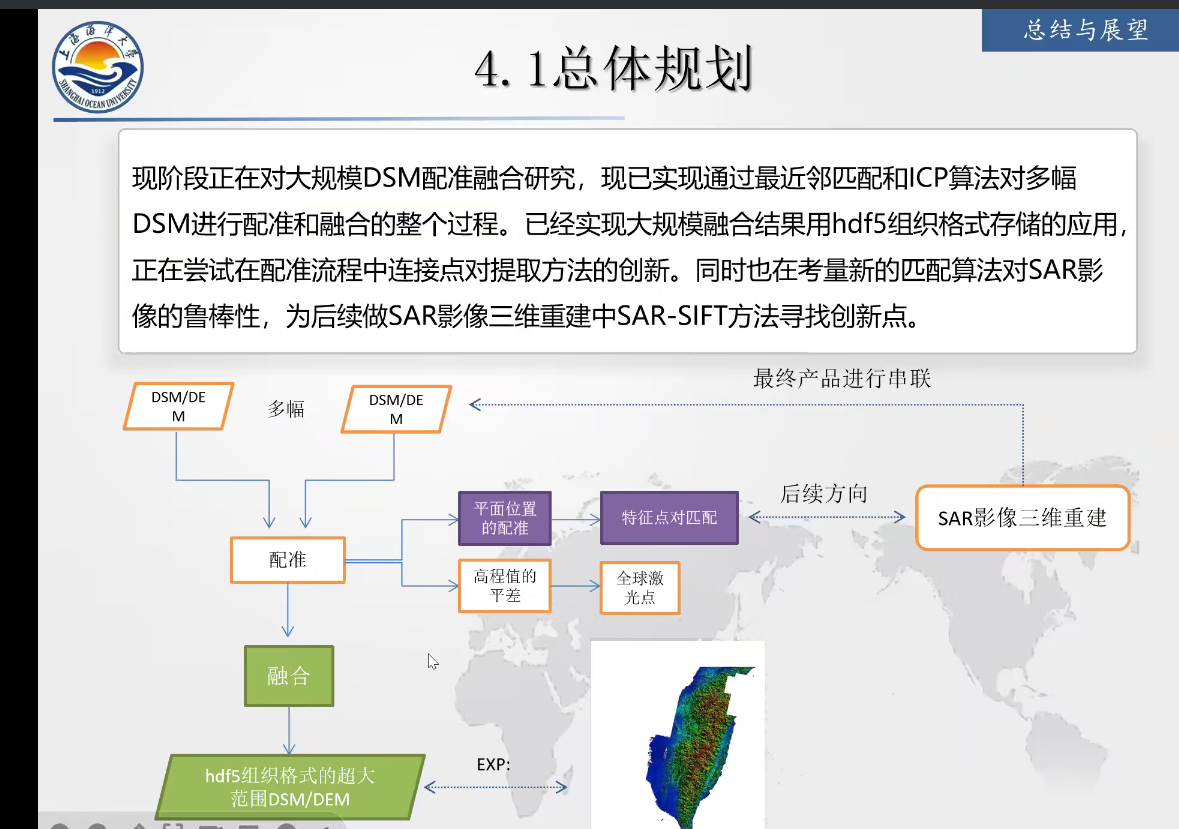 总结与展望
上海海洋大学
SHANGHAI OCEAN UNIVERSITY
1912
4.1总体规划
现阶段正在对大规模DSM配准融合研究，现已实现通过最近邻匹配和ICP算法对多幅
DSM进行配准和融合的整个过程。已经实现大规模融合结果用hdf5组织格式存储的应用，
正在尝试在配准流程中连接点对提取方法的创新。同时也在考量新的匹配算法对SAR影
像的鲁棒性，为后续做SAR影像三维重建中SAR-SIFT方法寻找创新点。
最终产品进行串联
DSM/DE
M
多幅
DSM/DE
M
平面位置
的配准
特征点对匹配
后续方向
SAR影像三维重建
配准
高程值的
平差
全球激
光点
融合
hdf5组织格式的超大
范围DSM/DEM
EXP: